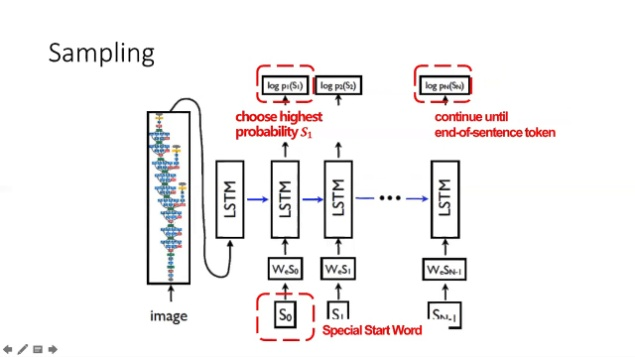 Sampling
log p₁(S₁)
log p₂(S₂)
log pₙ(Sₙ)
choose highest
probability S₁
continue until
end-of-sentence token
LSTM
LSTM
LSTM
LSTM
WₑS₀
WₑS₁
WₑSN-1
image
S₀
S₁
SN-1
Special Start Word